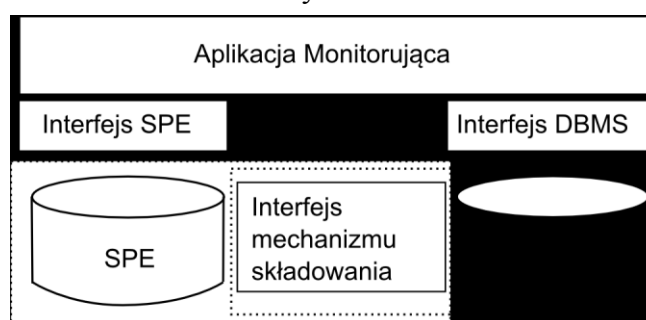 Aplikacja Monitorująca
Interfejs SPE
Interfejs DBMS
SPE
Interfejs
mechanizmu
składowania